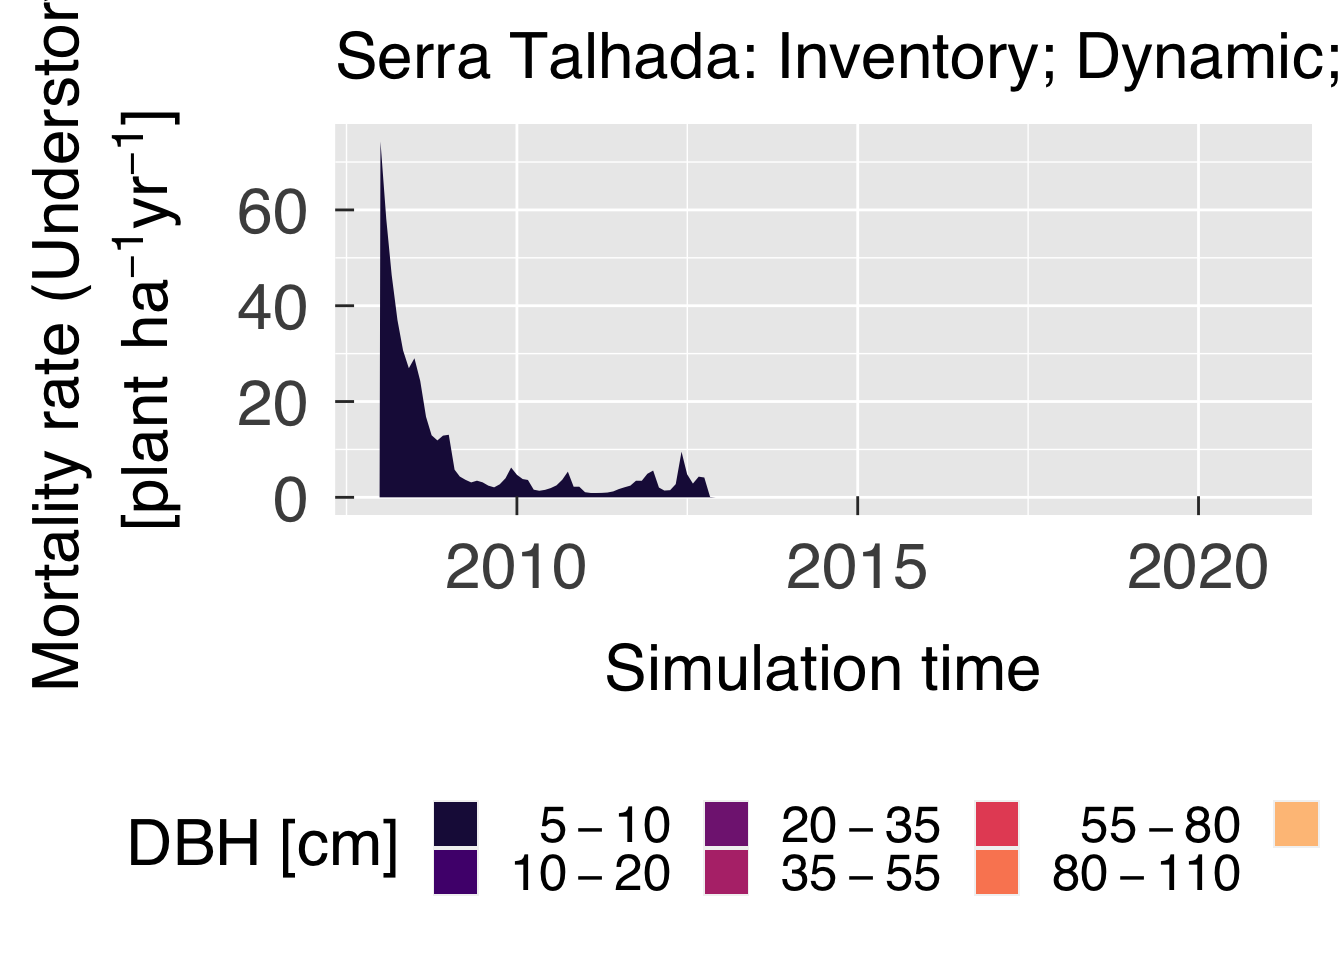 Serra Talhada: Inventory; Dynamic;
Mortality rate (Understor
[plant ha⁻¹yr⁻¹]
60
40
20
0
2010 2015 2020
Simulation time
DBH [cm]
5 – 10 20 – 35 55 – 80
10 – 20 35 – 55 80 – 110